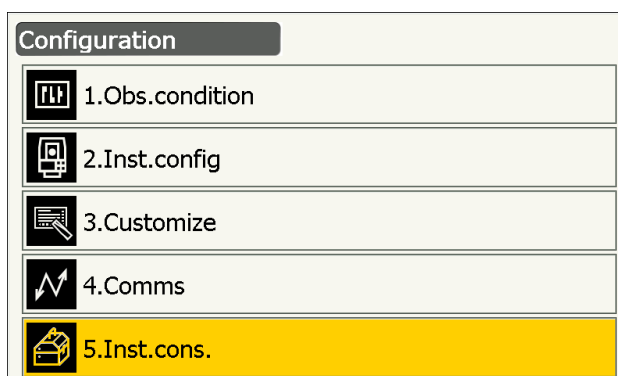 Configuration
1.Obs.condition
2.Inst.config
3.Customize
4.Comms
5.Inst.cons.